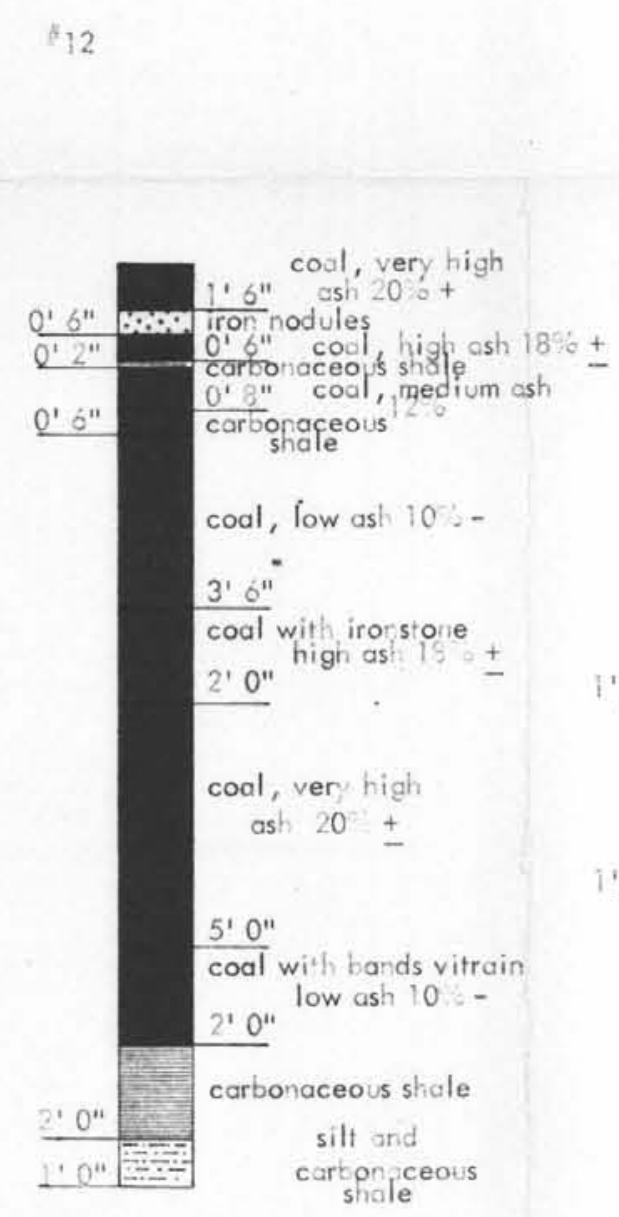 #12
coal, very high
1' 6" ash 20% +
0' 6" iron nodules
0' 6" coal, high ash 18% ±
0' 2" carbonaceous shale
0' 8" coal, medium ash
12%
0' 6" carbonaceous
shale
coal, low ash 10% -
3' 6"
coal with ironstone
high ash 18% ±
2' 0"
1'
coal, very high
ash 20% ±
1'
5' 0"
coal with bands vitrain
low ash 10% -
2' 0"
carbonaceous shale
2' 0"
silt and
carbonaceous
1' 0" shale